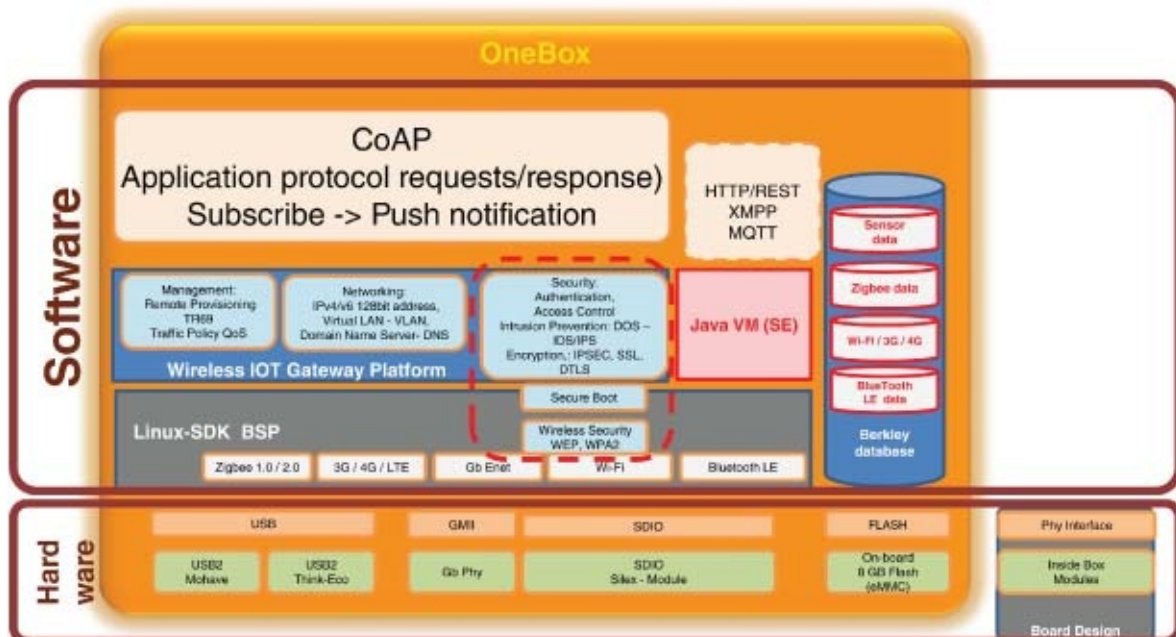 OneBox
Software
CoAP
Application protocol requests/response)
Subscribe -> Push notification
HTTP/REST
XMPP
MQTT
Sensor
data
Zigbee data
Wi-Fi / 3G / 4G
BlueTooth
LE data
Berkley
database
Management:
Remote Provisioning
TR69
Traffic Policy QoS
Networking:
IPv4/v6 128bit address,
Virtual LAN - VLAN,
Domain Name Server- DNS
Security:
Authentication,
Access Control
Intrusion Prevention: DOS –
IDS/IPS
Encryption,: IPSEC, SSL,
DTLS
Java VM (SE)
Wireless IOT Gateway Platform
Secure Boot
Linux-SDK BSP
Wireless Security
WEP, WPA2
Zigbee 1.0 / 2.0
3G / 4G / LTE
Gb Enet
Wi-Fi
Bluetooth LE
Hard
ware
USB
GMII
SDIO
FLASH
Phy Interface
USB2
Mohave
USB2
Think-Eco
Gb Phy
SDIO
Silex - Module
On-board
8 GB Flash
(eMMC)
Inside Box
Modules
Board Design